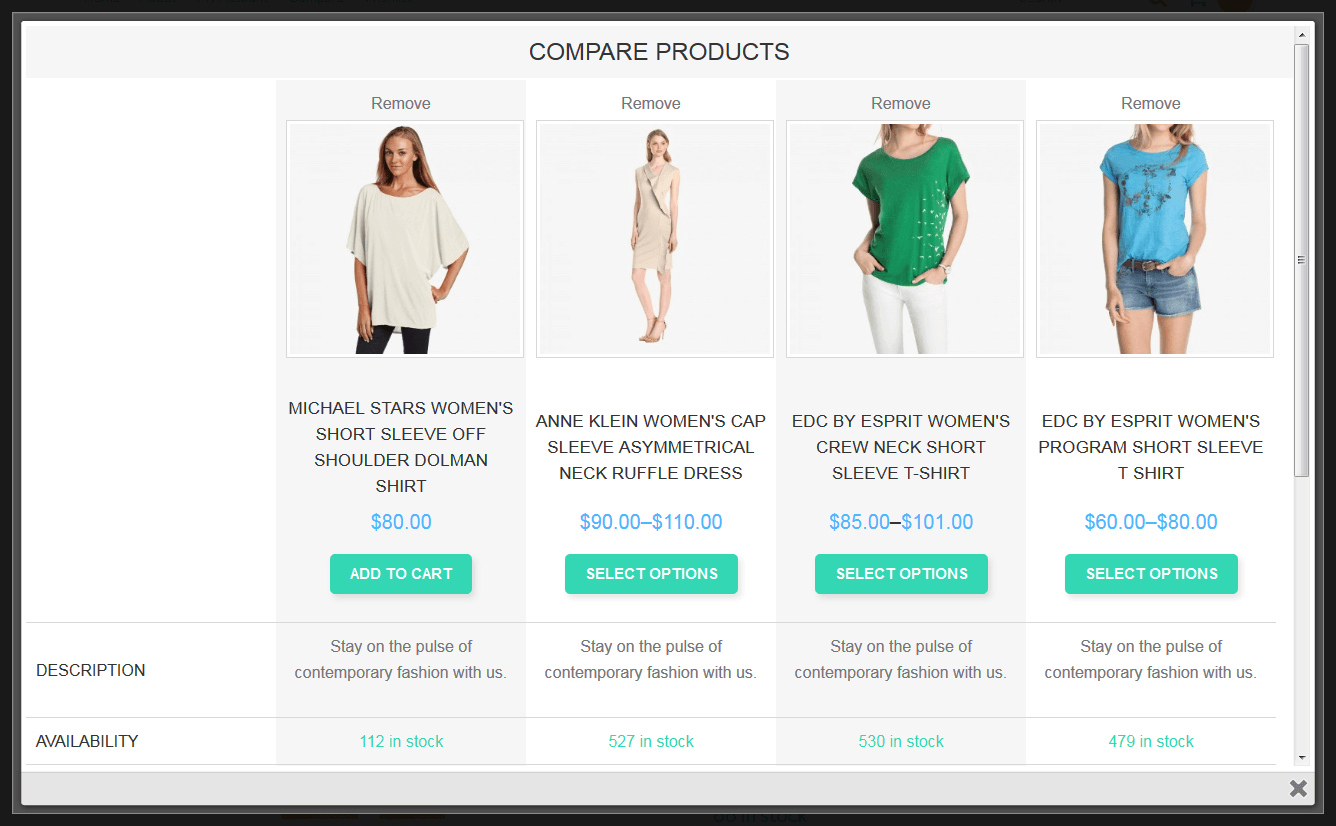 COMPARE PRODUCTS
Remove
Remove
Remove
Remove
MICHAEL STARS WOMEN'S
SHORT SLEEVE OFF
SHOULDER DOLMAN
SHIRT
$80.00
ADD TO CART
ANNE KLEIN WOMEN'S CAP
SLEEVE ASYMMETRICAL
NECK RUFFLE DRESS
$90.00–$110.00
SELECT OPTIONS
EDC BY ESPRIT WOMEN'S
CREW NECK SHORT
SLEEVE T-SHIRT
$85.00–$101.00
SELECT OPTIONS
EDC BY ESPRIT WOMEN'S
PROGRAM SHORT SLEEVE
T SHIRT
$60.00–$80.00
SELECT OPTIONS
DESCRIPTION
Stay on the pulse of
contemporary fashion with us.
Stay on the pulse of
contemporary fashion with us.
Stay on the pulse of
contemporary fashion with us.
Stay on the pulse of
contemporary fashion with us.
AVAILABILITY
112 in stock
527 in stock
530 in stock
479 in stock